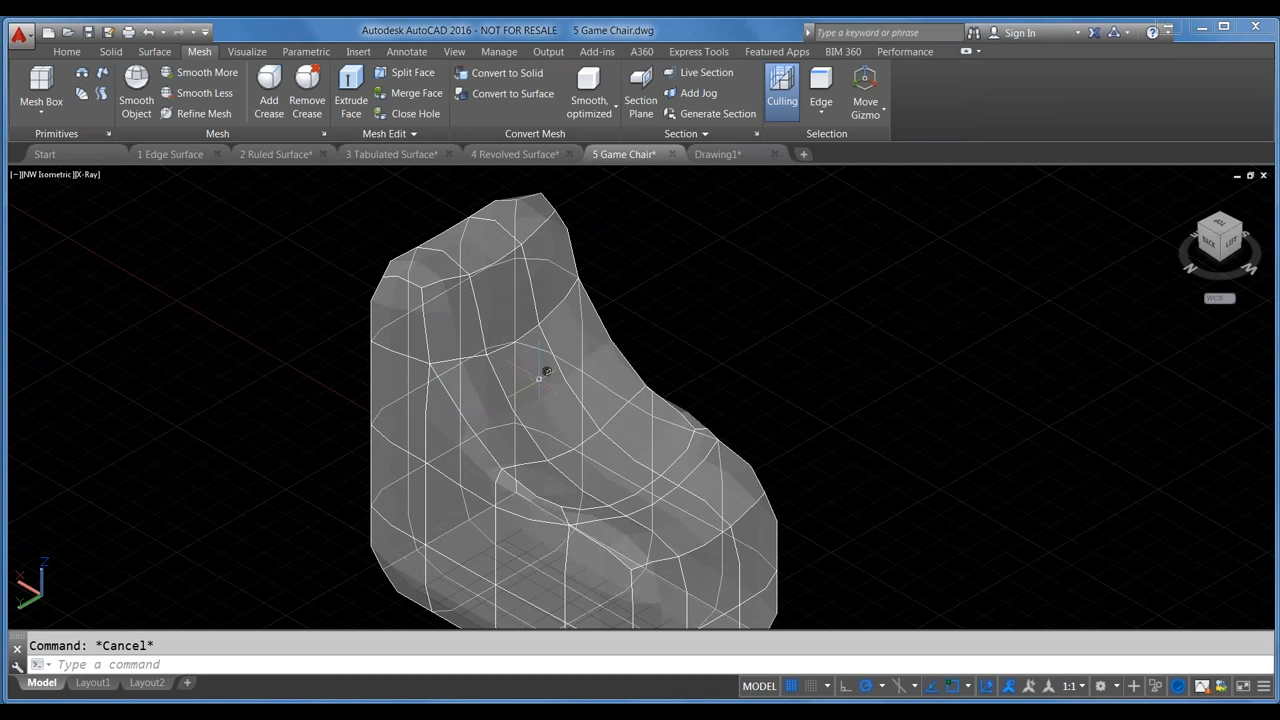 Autodesk AutoCAD 2016 - NOT FOR RESALE 5 Game Chair.dwg
Type a keyword or phrase
Sign In
Home Solid Surface Mesh Visualize Parametric Insert Annotate View Manage Output Add-ins A360 Express Tools Featured Apps BIM 360 Performance
Mesh Box
Smooth Object
Smooth More
Smooth Less
Refine Mesh
Add Crease
Remove Crease
Extrude Face
Split Face
Merge Face
Close Hole
Convert to Solid
Convert to Surface
Smooth, optimized
Section Plane
Live Section
Add Jog
Generate Section
Culling
Edge
Move Gizmo
Primitives Mesh Mesh Edit Convert Mesh Section Selection
Start 1 Edge Surface 2 Ruled Surface* 3 Tabulated Surface* 4 Revolved Surface* 5 Game Chair* Drawing1*
[−][NW Isometric][X-Ray]
TOP
BACK
LEFT
N
W
S
WCS
Z
X
Y
Command: *Cancel*
Type a command
Model Layout1 Layout2
MODEL 1:1